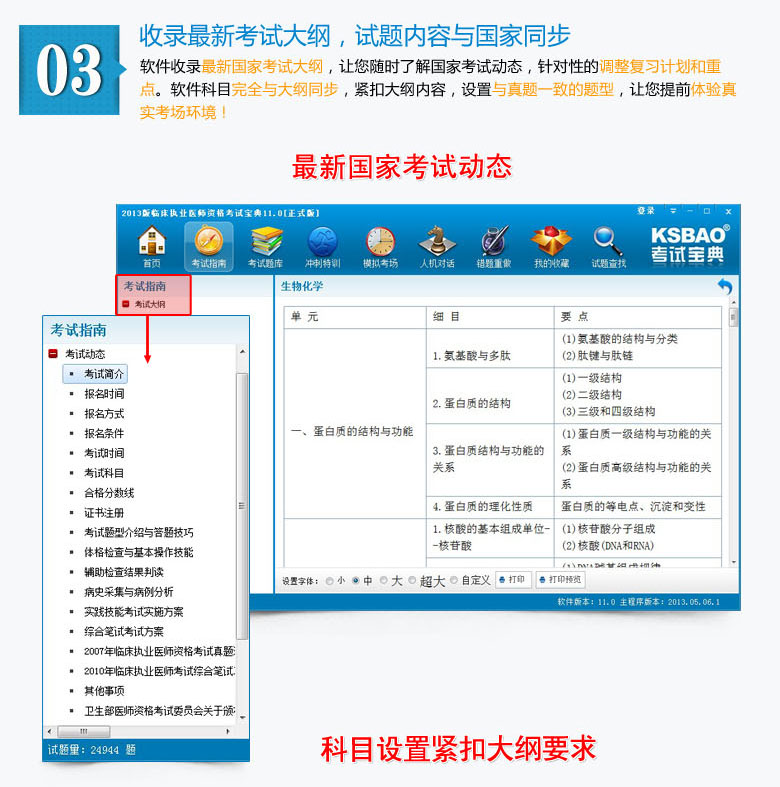 03
收录最新考试大纲，试题内容与国家同步
软件收录最新国家考试大纲，让您随时了解国家考试动态，针对性的调整复习计划和重
点。软件科目完全与大纲同步，紧扣大纲内容，设置与真题一致的题型，让您提前体验真
实考场环境！
最新国家考试动态
2013版临床执业医师资格考试宝典11.0[正式版]
登录
首页 考试指南 考试题库 冲刺特训 模拟考场 人机对话 错题重做 我的收藏 试题查找
KSBAO®
考试宝典
考试指南
考试大纲
生物化学
单 元 细 目 要 点
一、蛋白质的结构与功能
1.氨基酸与多肽
(1)氨基酸的结构与分类
(2)肽键与肽链
2.蛋白质的结构
(1)一级结构
(2)二级结构
(3)三级和四级结构
3.蛋白质结构与功能的
关系
(1)蛋白质一级结构与功能的关
系
(2)蛋白质高级结构与功能的关
系
4.蛋白质的理化性质
蛋白质的等电点、沉淀和变性
1.核酸的基本组成单位-
-核苷酸
(1)核苷酸分子组成
(2)核酸(DNA和RNA)
(1)DNA碱基组成规律
设置字体： 小 中 大 超大 自定义 打印 打印预览
软件版本：11.0 主程序版本：2013.05.06.1
考试指南
考试动态
考试简介
报名时间
报名方式
报名条件
考试时间
考试科目
合格分数线
证书注册
考试题型介绍与答题技巧
体格检查与基本操作技能
辅助检查结果判读
病史采集与病例分析
实践技能考试实施方案
综合笔试考试方案
2007年临床执业医师资格考试真题
2010年临床执业医师考试综合笔试
其他事项
卫生部医师资格考试委员会关于颁
试题量：24944 题
科目设置紧扣大纲要求